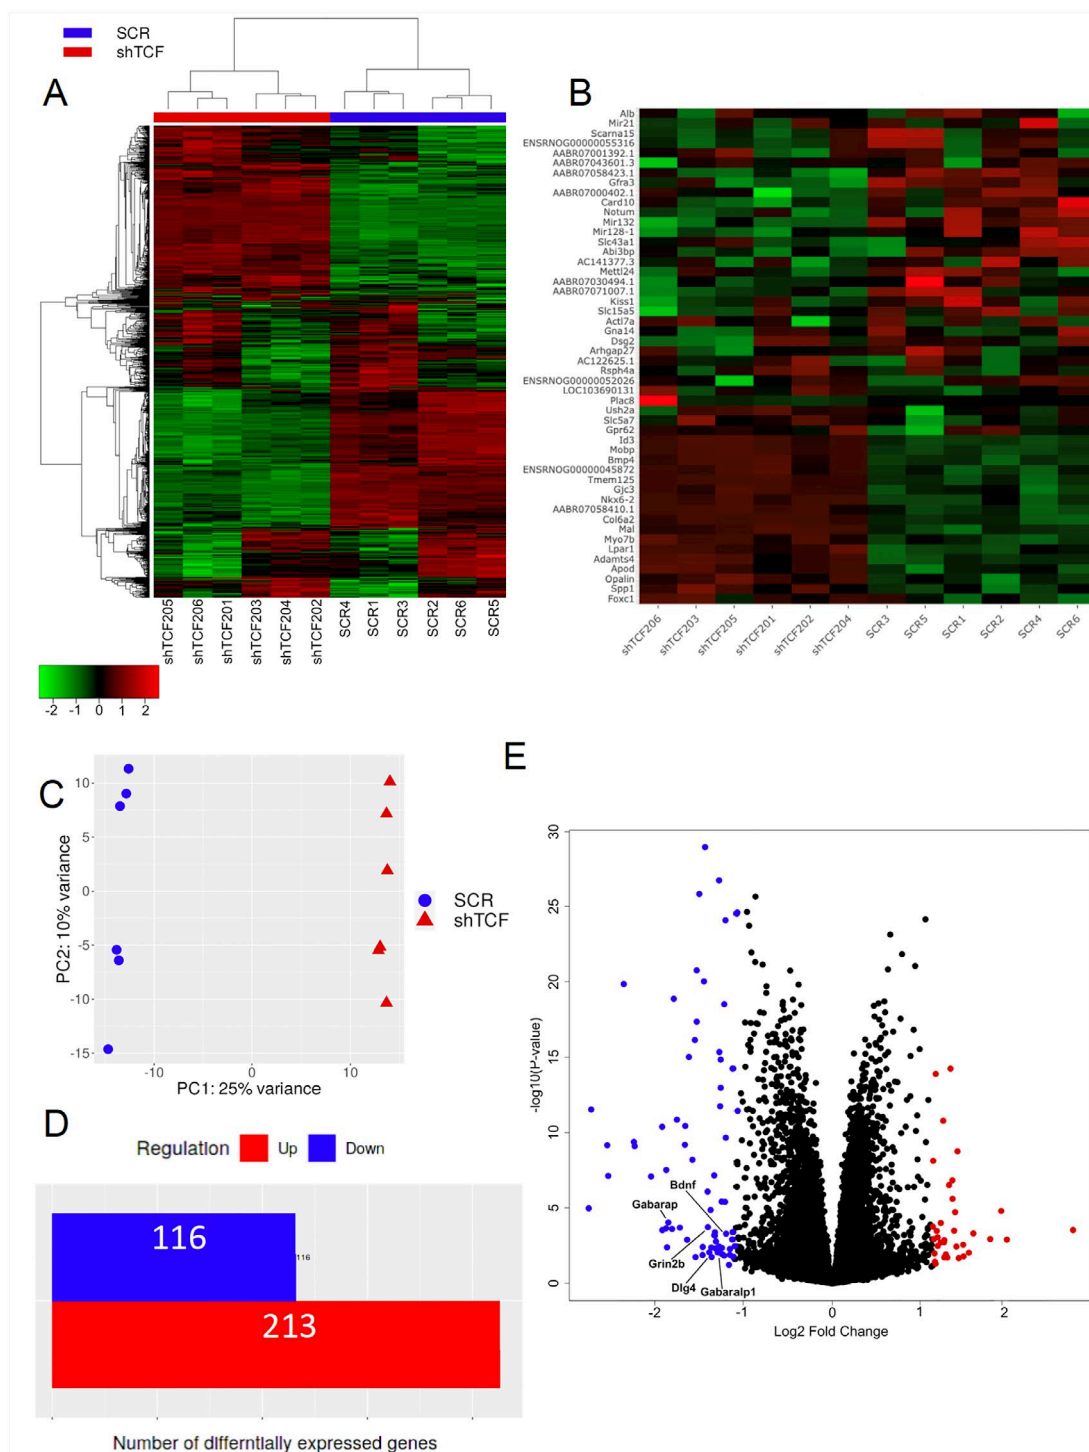 SCR
shTCF
A
shTCF205
shTCF206
shTCF201
shTCF203
shTCF204
shTCF202
SCR4
SCR1
SCR3
SCR2
SCR6
SCR5
-2 -1 0 1 2
B
Alb
Mir21
Scarna15
ENSRNOG00000055316
AABR07001392.1
AABR07043601.3
AABR07058423.1
Gfra3
AABR07000402.1
Card10
Notum
Mir132
Mir128-1
Slc43a1
Abi3bp
AC141377.3
Mettl24
AABR07030494.1
AABR07071007.1
Kiss1
Slc15a5
Actl7a
Gna14
Dsg2
Arhgap27
AC122625.1
Rsph4a
ENSRNOG00000052026
LOC103690131
Plac8
Ush2a
Slc5a7
Gpr62
Id3
Mobp
Bmp4
ENSRNOG00000045872
Tmem125
Gjc3
Nkx6-2
AABR07058410.1
Col6a2
Mal
Myo7b
Lpar1
Adamts4
Apod
Opalin
Spp1
Foxc1
shTCF206
shTCF203
shTCF205
shTCF201
shTCF202
shTCF204
SCR3
SCR5
SCR1
SCR2
SCR4
SCR6
C
PC2: 10% variance
10
5
0
-5
-10
-15
-10 0 10
PC1: 25% variance
SCR
shTCF
D
Regulation Up Down
116
116
213
Number of differntially expressed genes
E
-log10(P-value)
30
25
20
15
10
5
0
Bdnf
Gabarap
Grin2b
Dlg4
Gabaralp1
-2 -1 0 1 2
Log2 Fold Change